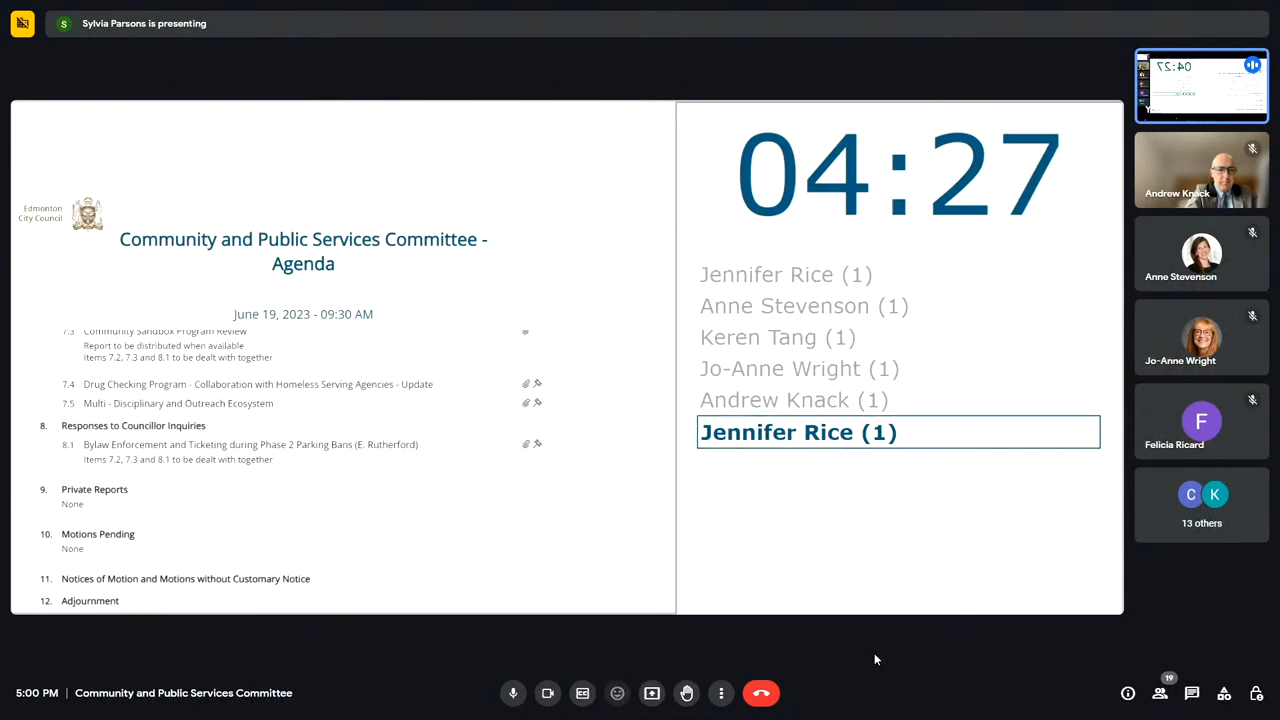 S Sylvia Parsons is presenting
Edmonton
City Council
Community and Public Services Committee -
Agenda
June 19, 2023 - 09:30 AM
7.3 Community Sandbox Program Review
Report to be distributed when available
Items 7.2, 7.3 and 8.1 to be dealt with together
7.4 Drug Checking Program - Collaboration with Homeless Serving Agencies - Update
7.5 Multi - Disciplinary and Outreach Ecosystem
8. Responses to Councillor Inquiries
8.1 Bylaw Enforcement and Ticketing during Phase 2 Parking Bans (E. Rutherford)
Items 7.2, 7.3 and 8.1 to be dealt with together
9. Private Reports
None
10. Motions Pending
None
11. Notices of Motion and Motions without Customary Notice
12. Adjournment
04:27
Jennifer Rice (1)
Anne Stevenson (1)
Keren Tang (1)
Jo-Anne Wright (1)
Andrew Knack (1)
Jennifer Rice (1)
04:27
Andrew Knack
Anne Stevenson
Jo-Anne Wright
F
Felicia Ricard
C K
13 others
5:00 PM | Community and Public Services Committee
19